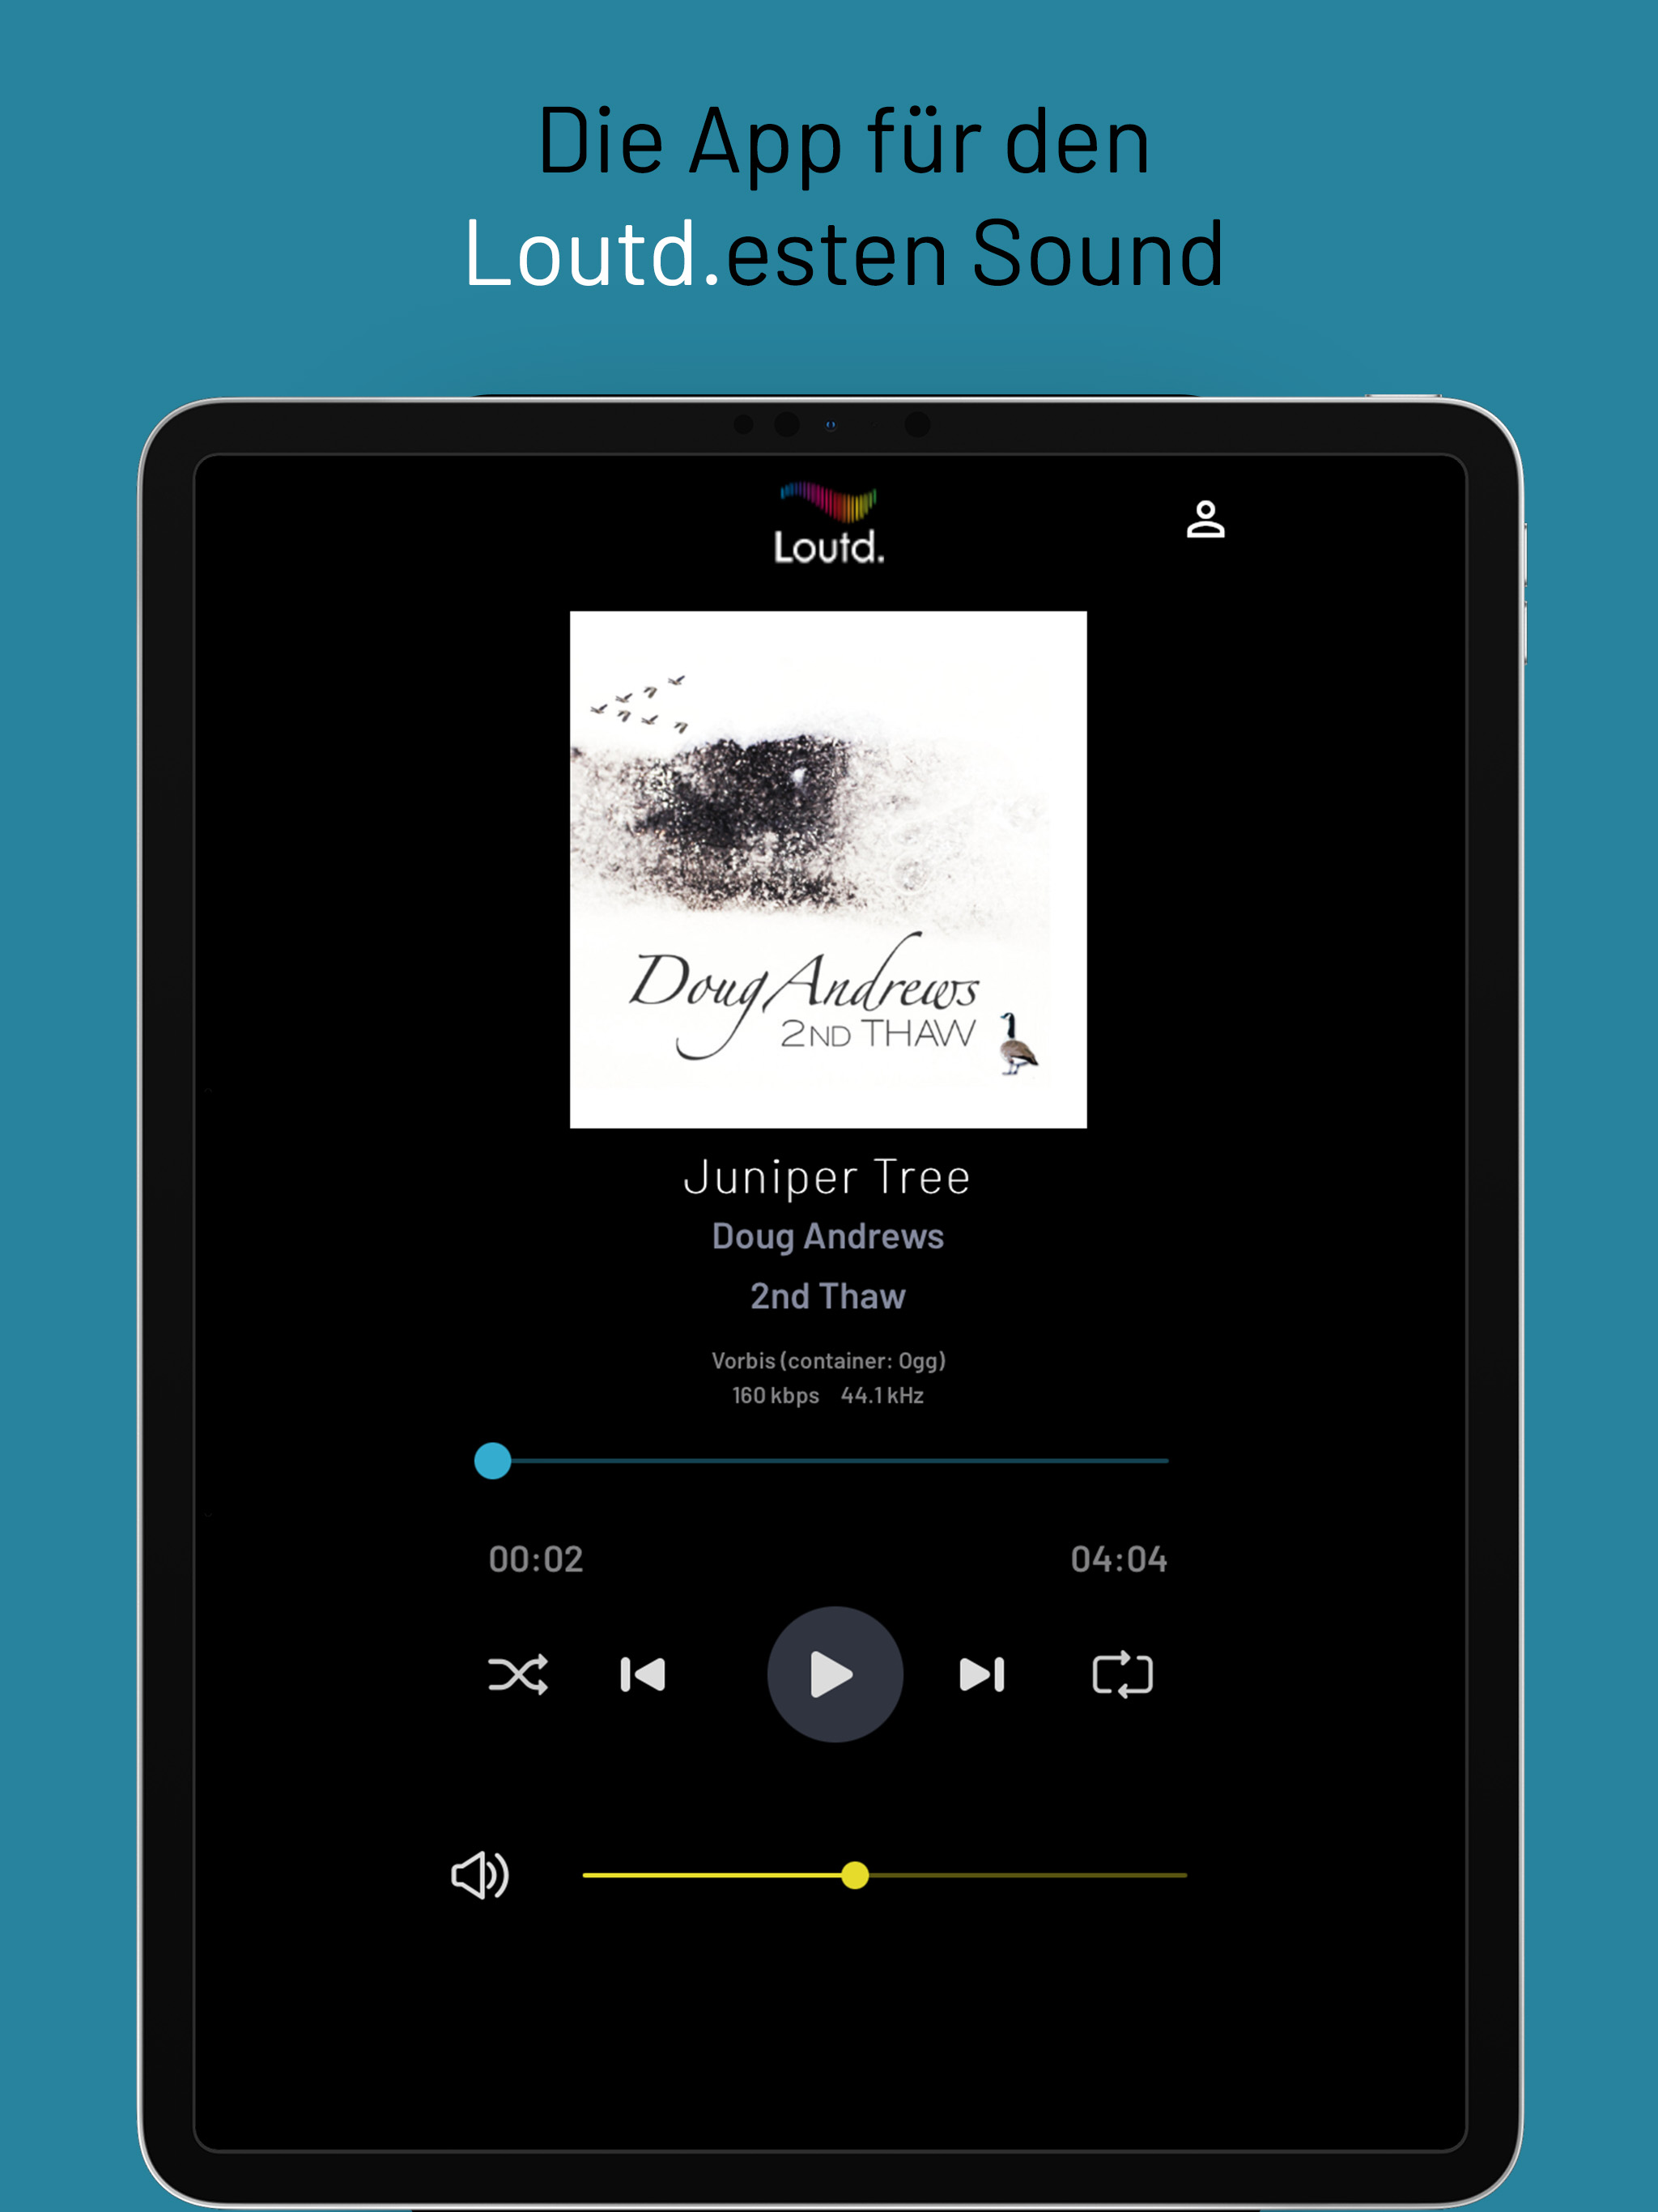 Die App für den
Loutd.esten Sound
Loutd.
Doug Andrews
2ND THAW
Juniper Tree
Doug Andrews
2nd Thaw
Vorbis (container: Ogg)
160 kbps 44.1 kHz
00:02 04:04